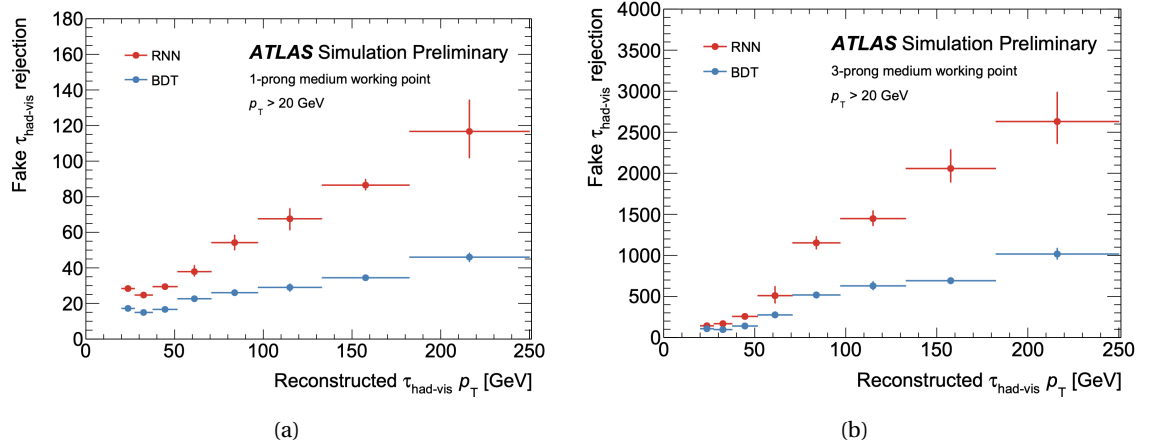 Fake τhad-vis rejection
180
160
140
120
100
80
60
40
20
0
RNN
BDT
ATLAS Simulation Preliminary
1-prong medium working point
pT > 20 GeV
0 50 100 150 200 250
Reconstructed τhad-vis pT [GeV]
(a)
Fake τhad-vis rejection
4000
3500
3000
2500
2000
1500
1000
500
0
RNN
BDT
ATLAS Simulation Preliminary
3-prong medium working point
pT > 20 GeV
0 50 100 150 200 250
Reconstructed τhad-vis pT [GeV]
(b)